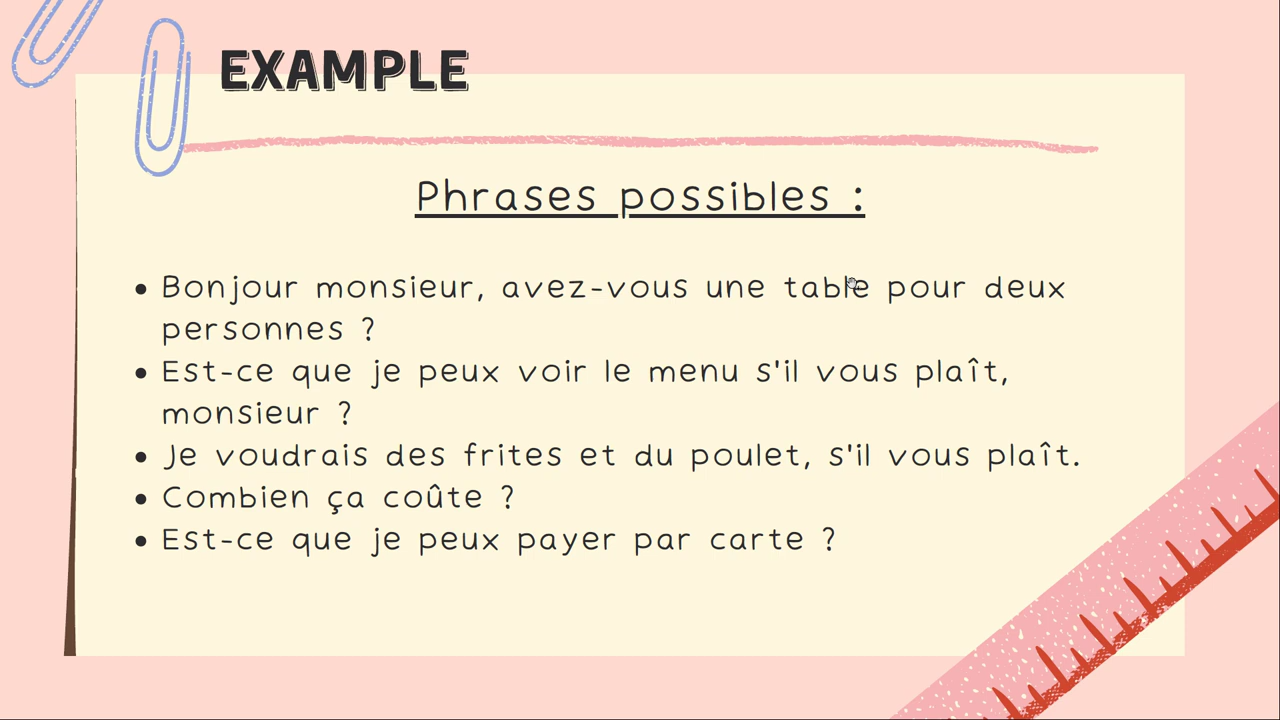 EXAMPLE
Phrases possibles :
• Bonjour monsieur, avez-vous une table pour deux
personnes ?
• Est-ce que je peux voir le menu s'il vous plaît,
monsieur ?
• Je voudrais des frites et du poulet, s'il vous plaît.
• Combien ça coûte ?
• Est-ce que je peux payer par carte ?